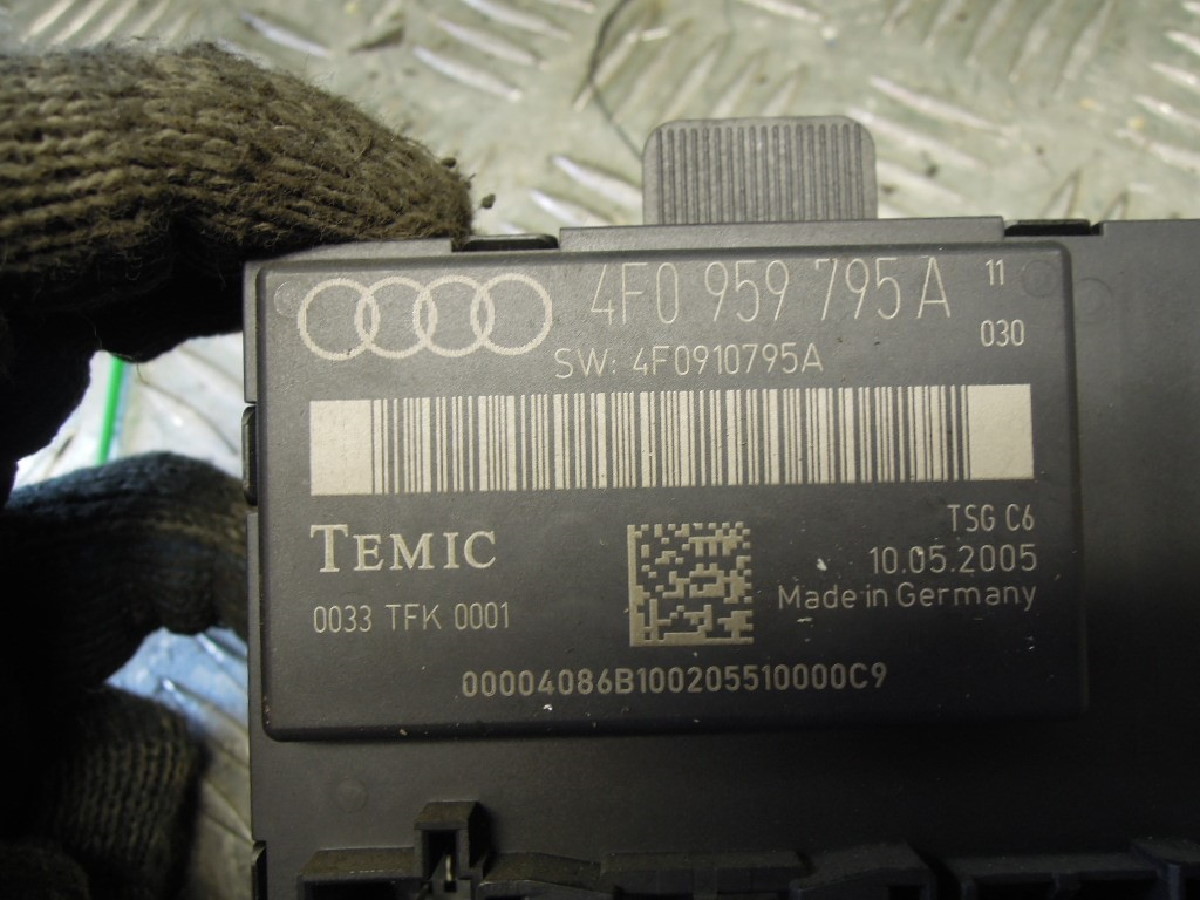 4F0 959 795 A 11
030
SW: 4F0910795A
TEMIC
TSG C6
10.05.2005
Made in Germany
0033 TFK 0001
00004086B100205510000C9